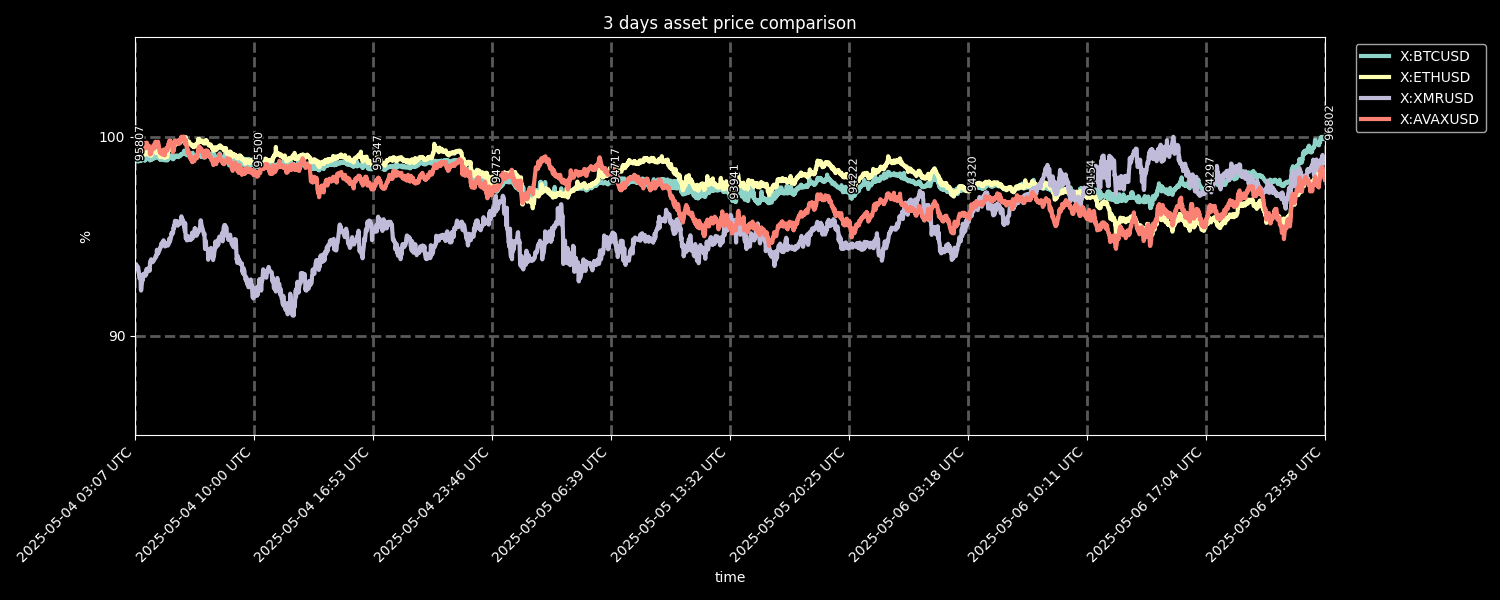 3 days asset price comparison
X:BTCUSD
X:ETHUSD
X:XMRUSD
X:AVAXUSD
100
90
%
95807
95500
95347
94725
94717
93941
94222
94320
94154
94297
96802
2025-05-04 03:07 UTC
2025-05-04 10:00 UTC
2025-05-04 16:53 UTC
2025-05-04 23:46 UTC
2025-05-05 06:39 UTC
2025-05-05 13:32 UTC
2025-05-05 20:25 UTC
2025-05-06 03:18 UTC
2025-05-06 10:11 UTC
2025-05-06 17:04 UTC
2025-05-06 23:58 UTC
time